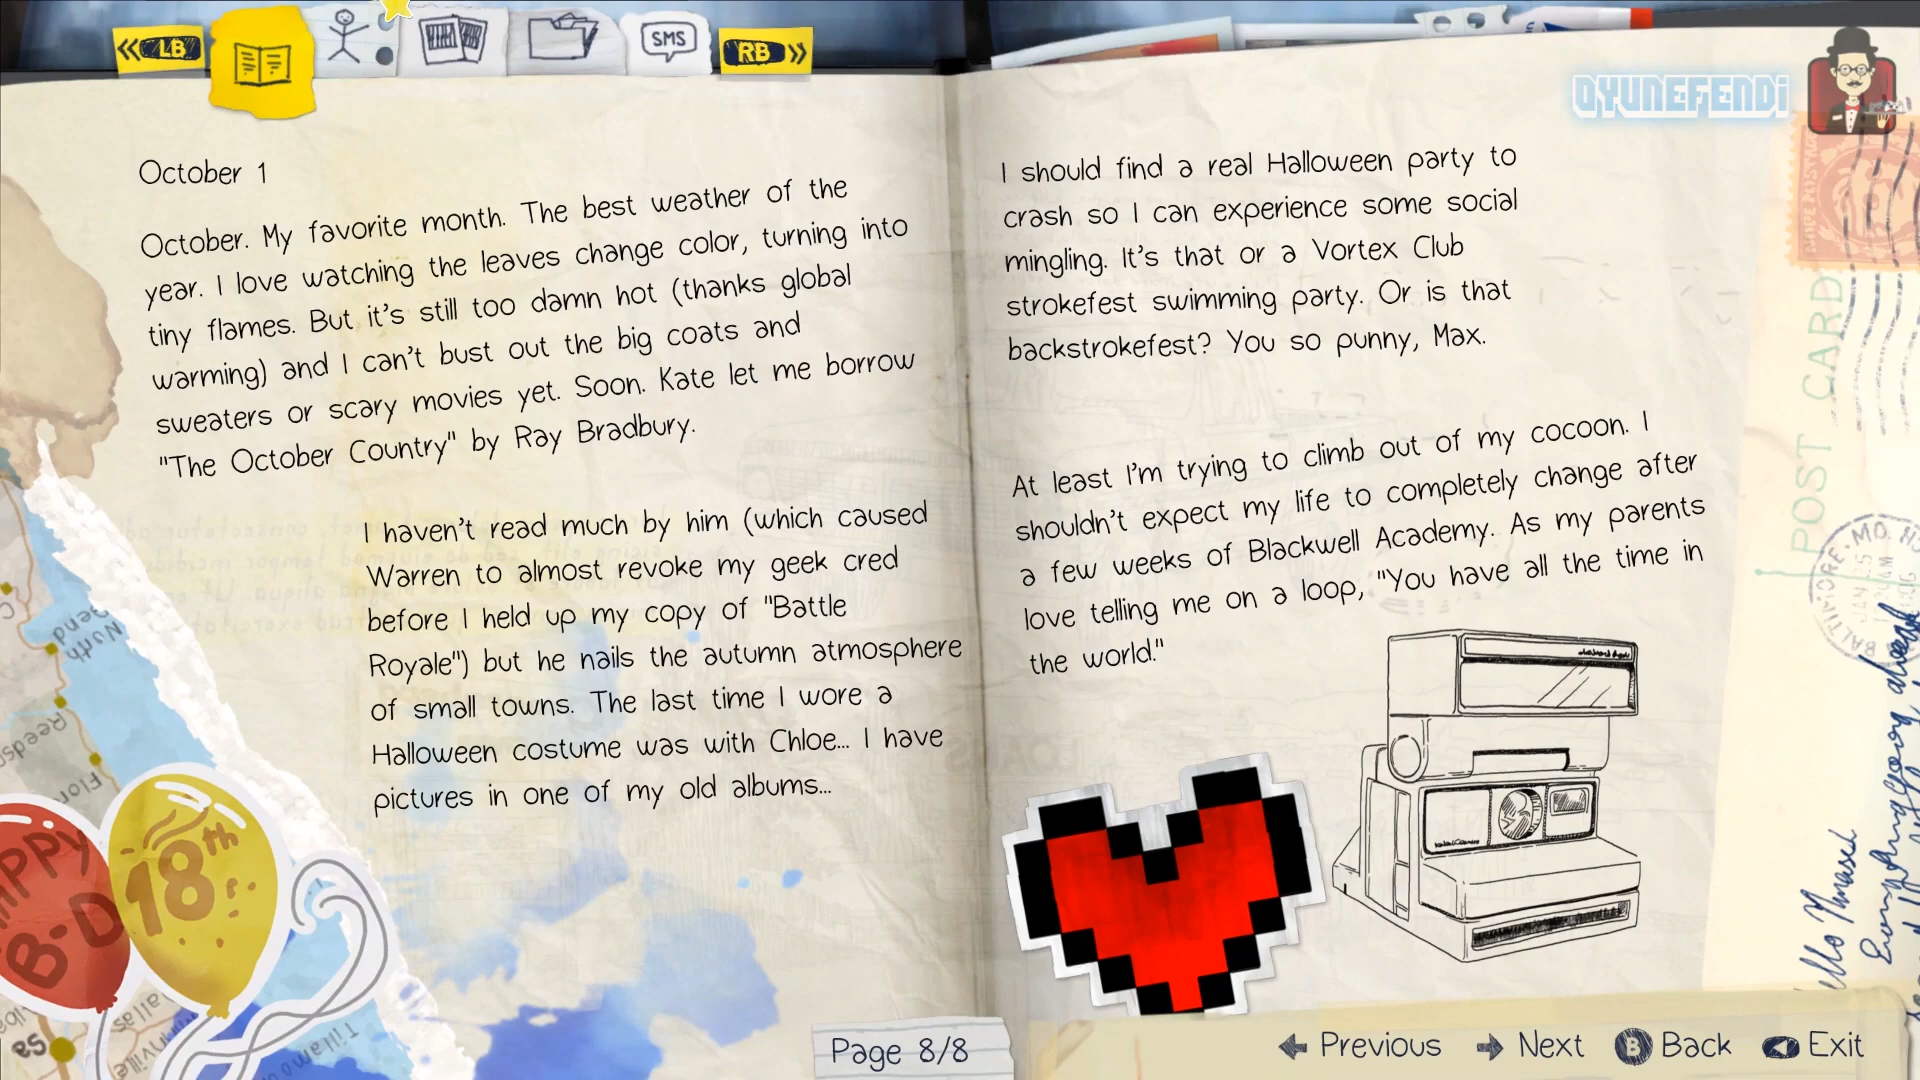 LB
SMS
RB
OYUNEFENDi
October 1
October. My favorite month. The best weather of the
year. I love watching the leaves change color, turning into
tiny flames. But it's still too damn hot (thanks global
warming) and I can't bust out the big coats and
sweaters or scary movies yet. Soon. Kate let me borrow
"The October Country" by Ray Bradbury.
I haven't read much by him (which caused
Warren to almost revoke my geek cred
before I held up my copy of "Battle
Royale") but he nails the autumn atmosphere
of small towns. The last time I wore a
Halloween costume was with Chloe... I have
pictures in one of my old albums...
I should find a real Halloween party to
crash so I can experience some social
mingling. It's that or a Vortex Club
strokefest swimming party. Or is that
backstrokefest? You so punny, Max.
At least I'm trying to climb out of my cocoon. I
shouldn't expect my life to completely change after
a few weeks of Blackwell Academy. As my parents
love telling me on a loop, "You have all the time in
the world."
B-D
18th
POST CARD
North
Bend
Page 8/8
Previous
Next
B Back
Exit